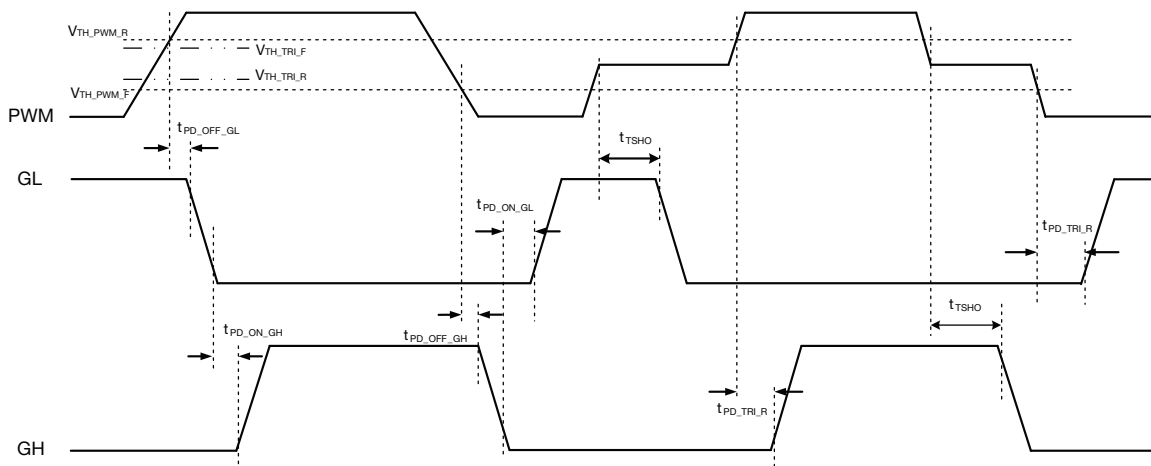 VTH_PWM_R
VTH_TRI_F
VTH_TRI_R
VTH_PWM_F
PWM
tPD_OFF_GL
tTSHO
GL
tPD_ON_GL
tPD_TRI_R
tTSHO
tPD_ON_GH
tPD_OFF_GH
tPD_TRI_R
GH